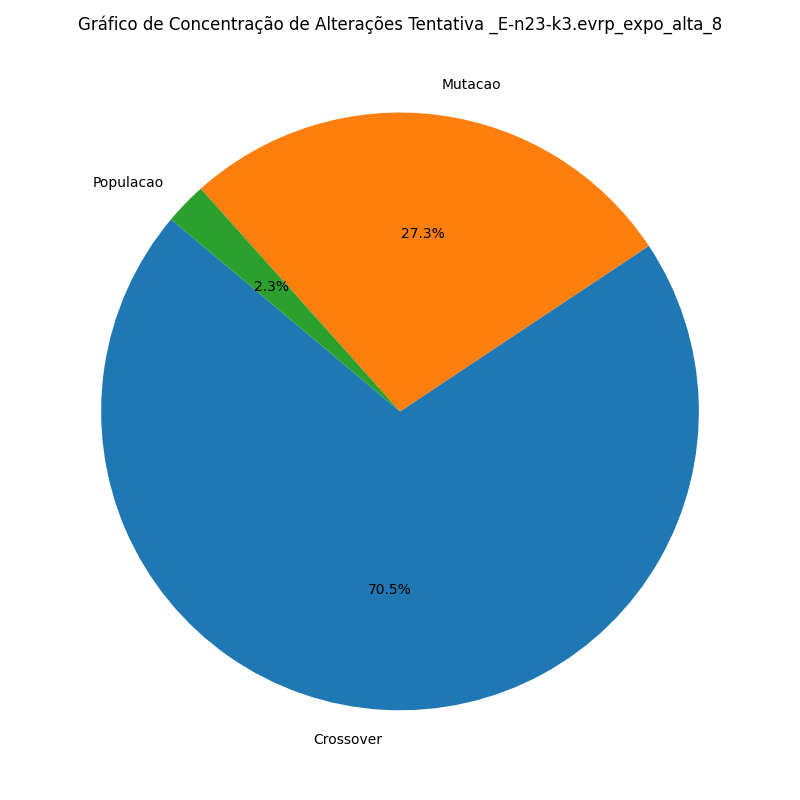 Gráfico de Concentração de Alterações Tentativa _E-n23-k3.evrp_expo_alta_8
Mutacao
Populacao
27.3%
2.3%
70.5%
Crossover